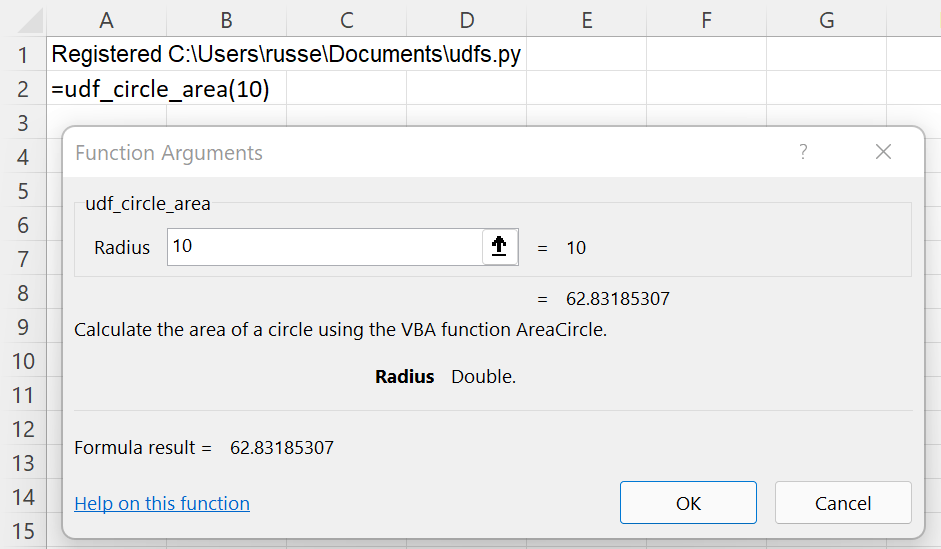 A B C D E F G
1 Registered C:\Users\russe\Documents\udfs.py
2 =udf_circle_area(10)
3
4
5
6
7
8
9
10
11
12
13
14
15
Function Arguments ? 
udf_circle_area
Radius 10 = 10
= 62.83185307
Calculate the area of a circle using the VBA function AreaCircle.
Radius Double.
Formula result = 62.83185307
Help on this function OK Cancel